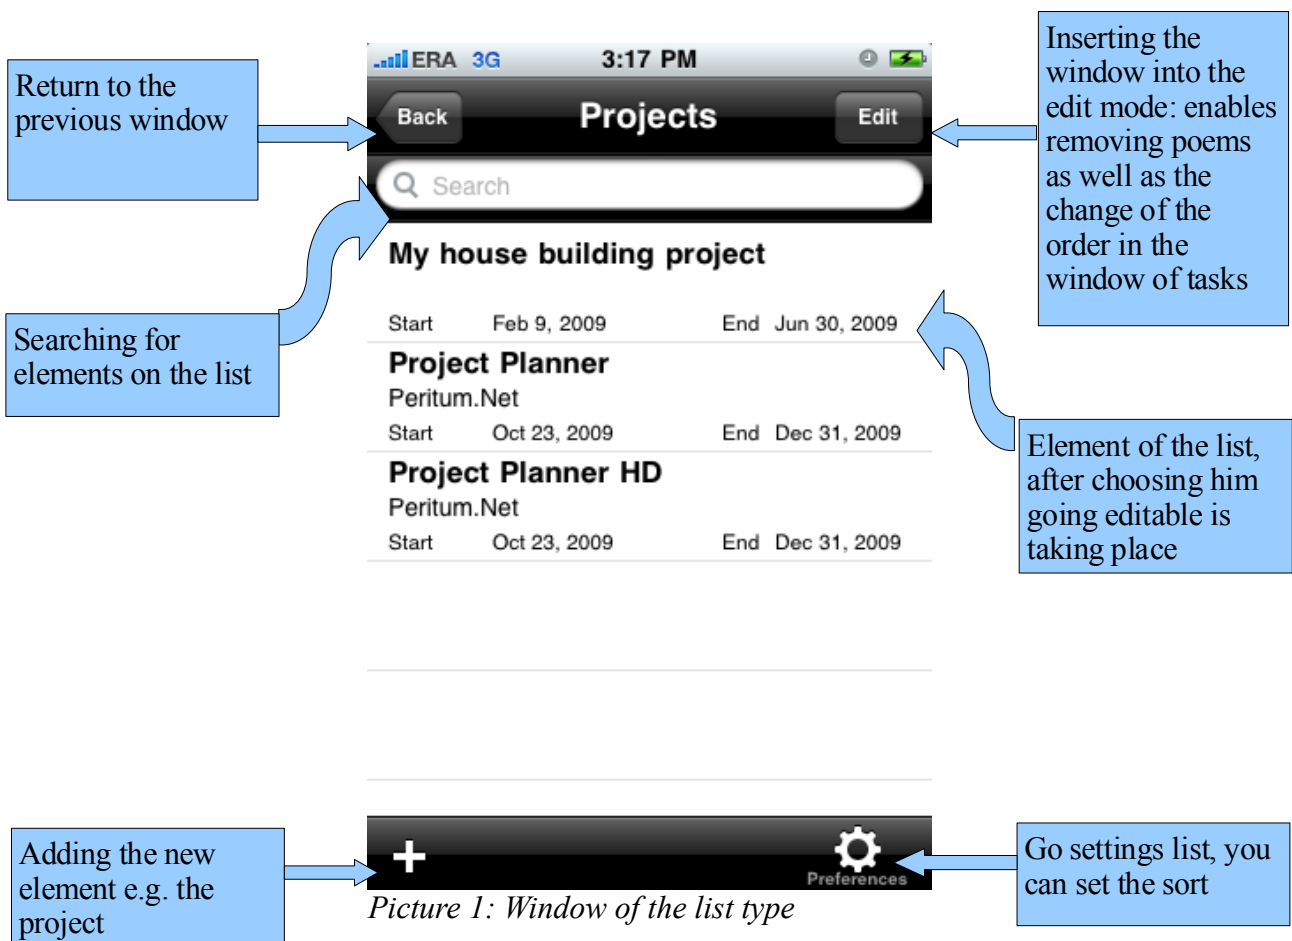 ERA 3G 3:17 PM
Back Projects Edit
Search
My house building project
Start Feb 9, 2009 End Jun 30, 2009
Project Planner
Peritum.Net
Start Oct 23, 2009 End Dec 31, 2009
Project Planner HD
Peritum.Net
Start Oct 23, 2009 End Dec 31, 2009
Preferences
Return to the
previous window
Searching for
elements on the list
Adding the new
element e.g. the
project
Inserting the
window into the
edit mode: enables
removing poems
as well as the
change of the
order in the
window of tasks
Element of the list,
after choosing him
going editable is
taking place
Go settings list, you
can set the sort
Picture 1: Window of the list type